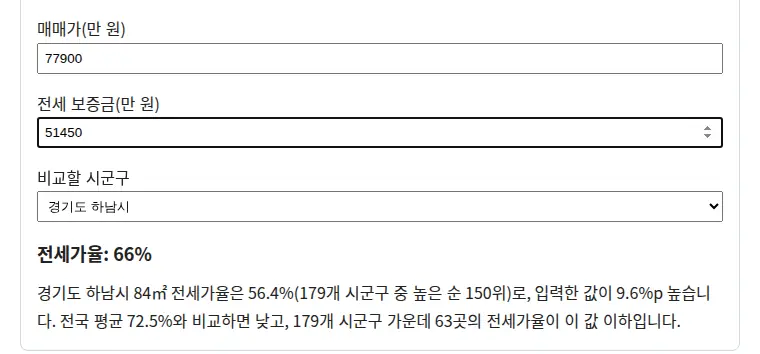 매매가(만 원)
77900
전세 보증금(만 원)
51450
비교할 시군구
경기도 하남시
전세가율: 66%
경기도 하남시 84㎡ 전세가율은 56.4%(179개 시군구 중 높은 순 150위)로, 입력한 값이 9.6%p 높습니
다. 전국 평균 72.5%와 비교하면 낮고, 179개 시군구 가운데 63곳의 전세가율이 이 값 이하입니다.